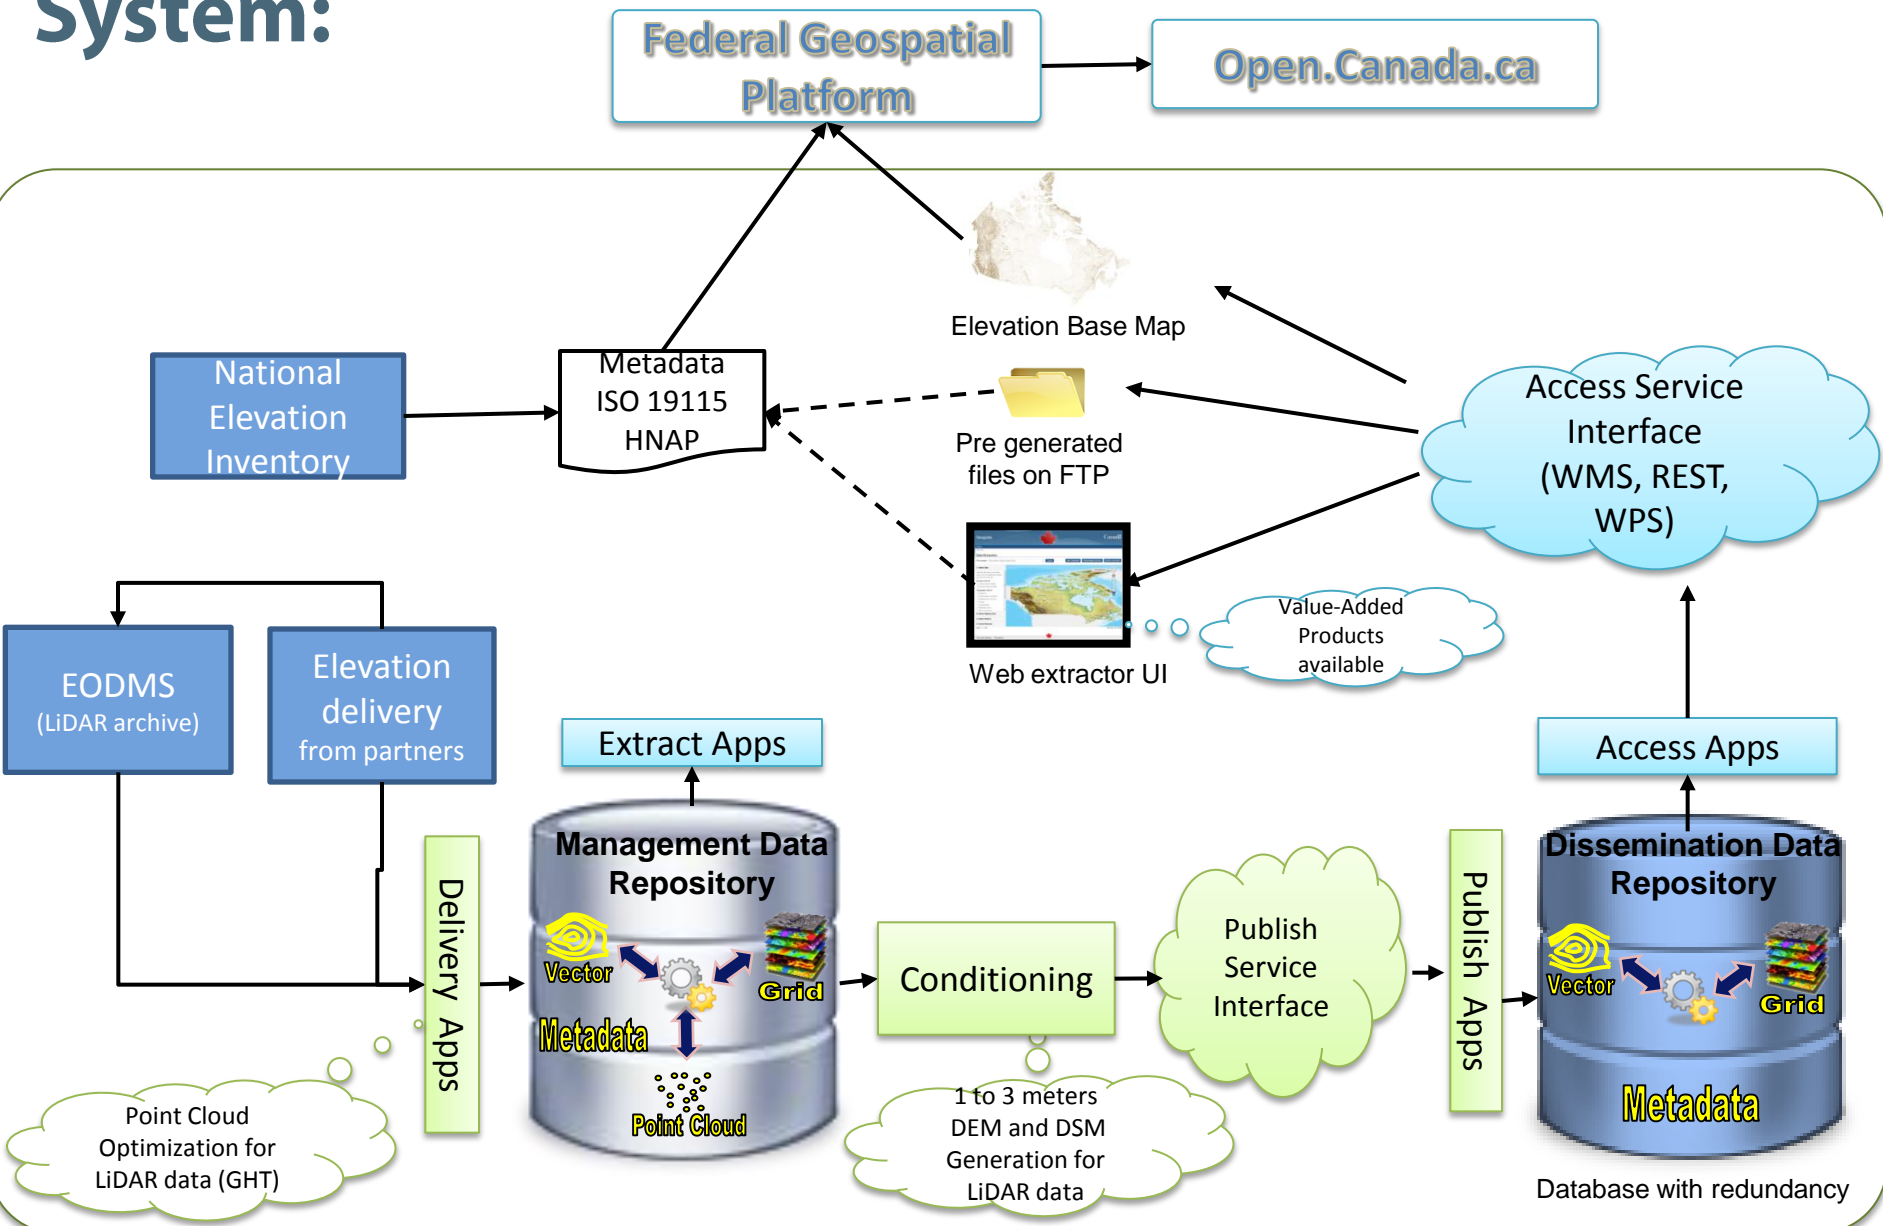 System:
Federal Geospatial
Platform
Open.Canada.ca
Elevation Base Map
National
Elevation
Inventory
Metadata
ISO 19115
HNAP
Pre generated
files on FTP
Access Service
Interface
(WMS, REST,
WPS)
Web extractor UI
Value-Added
Products
available
EODMS
(LiDAR archive)
Elevation
delivery
from partners
Extract Apps
Access Apps
Delivery Apps
Management Data
Repository
Vector
Grid
Metadata
Point Cloud
Conditioning
Publish
Service
Interface
Publish Apps
Dissemination Data
Repository
Vector
Grid
Metadata
Point Cloud
Optimization for
LiDAR data (GHT)
1 to 3 meters
DEM and DSM
Generation for
LiDAR data
Database with redundancy